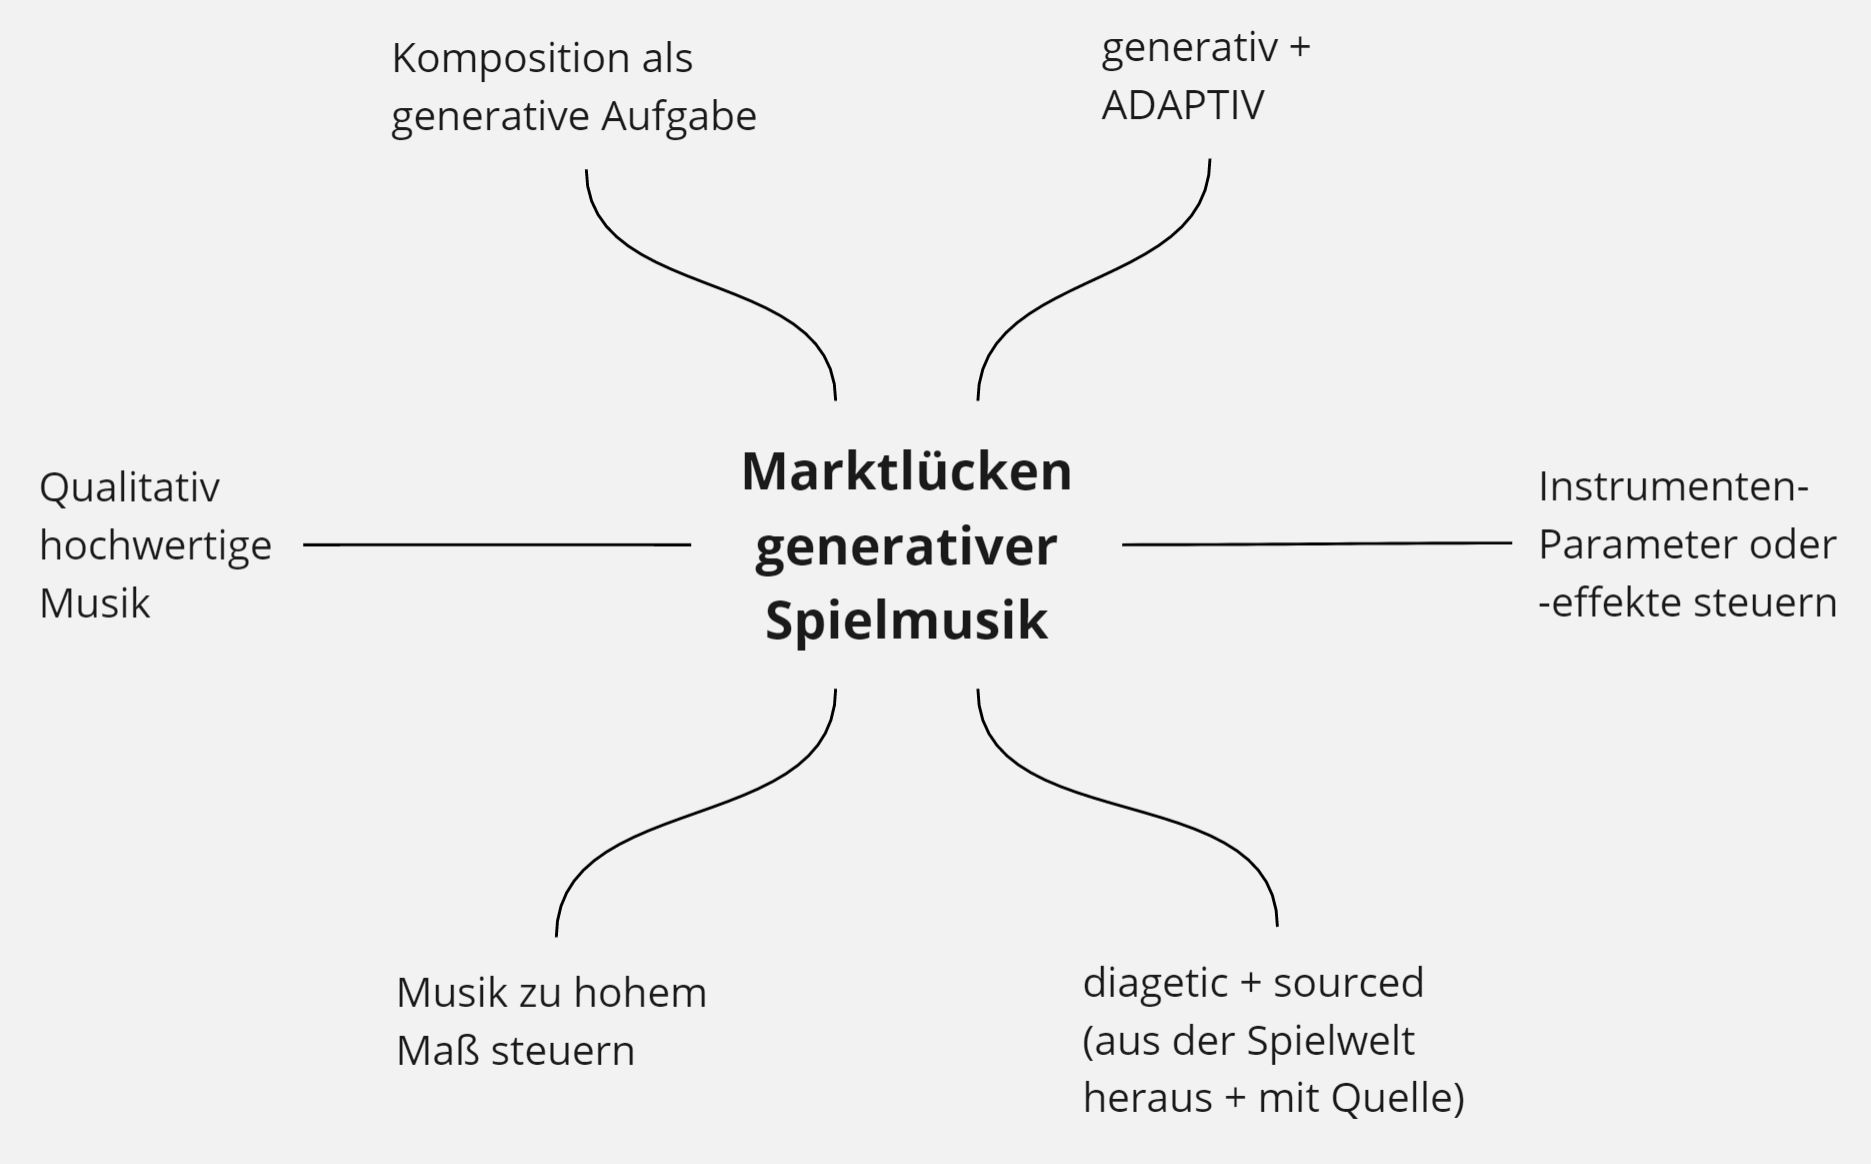 Komposition als
generative Aufgabe
generativ +
ADAPTIV
Qualitativ
hochwertige
Musik
Marktlücken
generativer
Spielmusik
Instrumenten-
Parameter oder
-effekte steuern
Musik zu hohem
Maß steuern
diagetic + sourced
(aus der Spielwelt
heraus + mit Quelle)